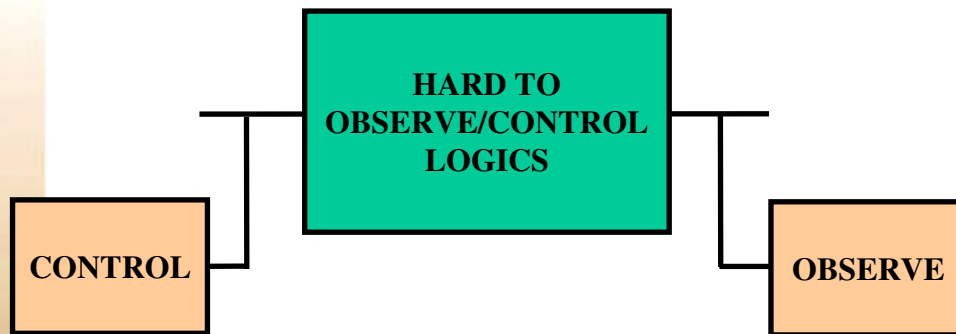 HARD TO
OBSERVE/CONTROL
LOGICS
CONTROL
OBSERVE